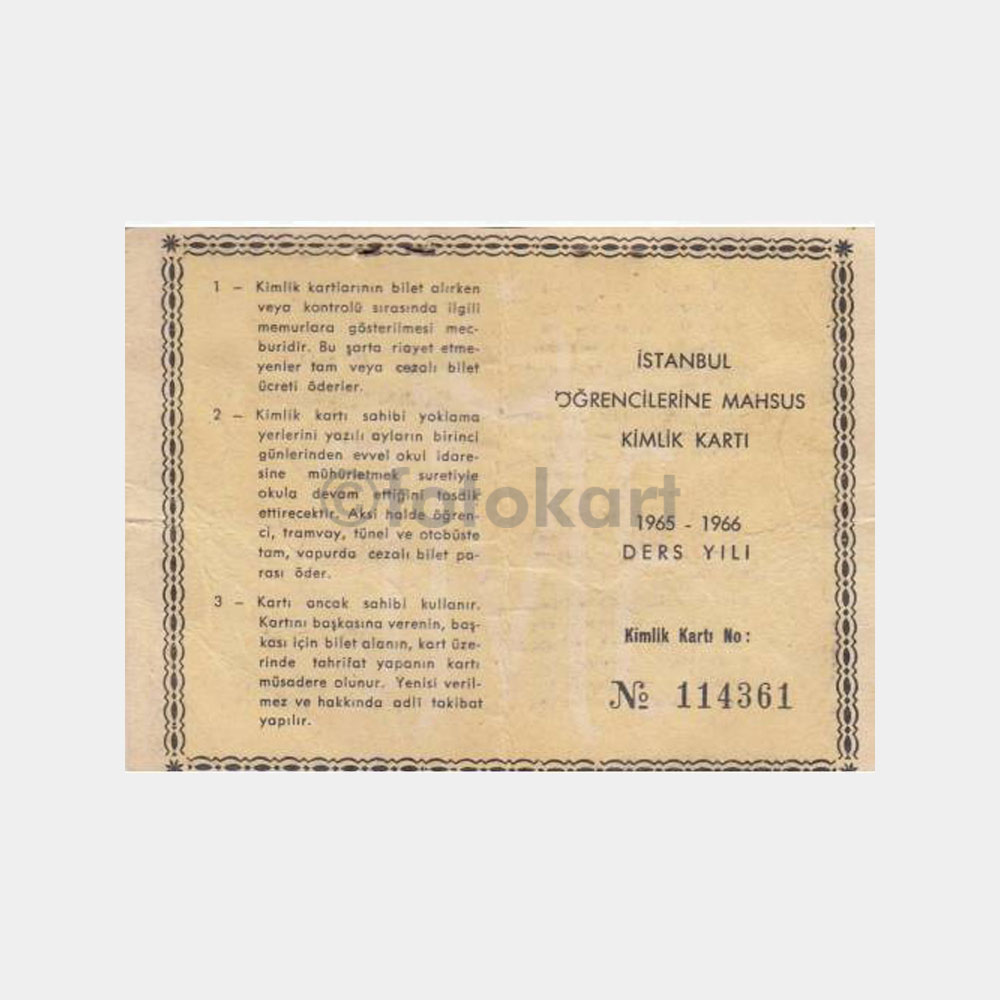 1 – Kimlik kartlarının bilet alırken
veya kontrolü sırasında ilgili
memurlara gösterilmesi mec-
buridir. Bu şarta riayet etme-
yenler tam veya cezalı bilet
ücreti öderler.
2 – Kimlik kartı sahibi yoklama
yerlerini yazılı ayların birinci
günlerinden evvel okul idare-
sine mühürletmek suretiyle
okula devam ettiğini tasdik
ettirecektir. Aksi halde öğren-
ci, tramvay, tünel ve otobüste
tam, vapurda cezalı bilet pa-
rası öder.
3 – Kartı ancak sahibi kullanır.
Kartını başkasına verenin, baş-
kası için bilet alanın, kart üze-
rinde tahrifat yapanın kartı
müsadere olunur. Yenisi veril-
mez ve hakkında adlî takibat
yapılır.
İSTANBUL
ÖĞRENCİLERİNE MAHSUS
KİMLİK KARTI
1965 - 1966
DERS YILI
Kimlik Kartı No :
№ 114361
©fotokart